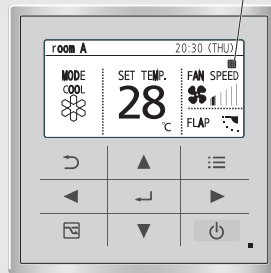 room A 20:30 (THU)
MODE SET TEMP. FAN SPEED
COOL
28 °C
FLAP